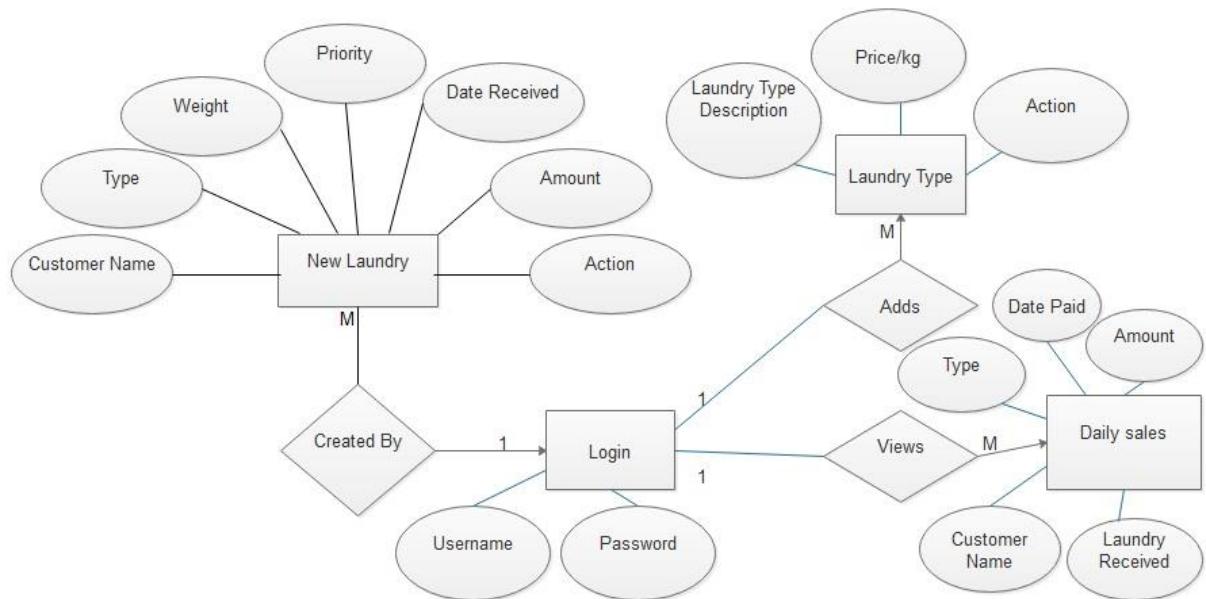 Priority
Price/kg
Laundry Type
Description
Date Received
Weight
Action
Type
Amount
Laundry Type
M
Customer Name
New Laundry
Action
M
Adds
Date Paid
Amount
Type
1
Created By
1
Login
Views
M
Daily sales
1
Username
Password
Customer
Name
Laundry
Received